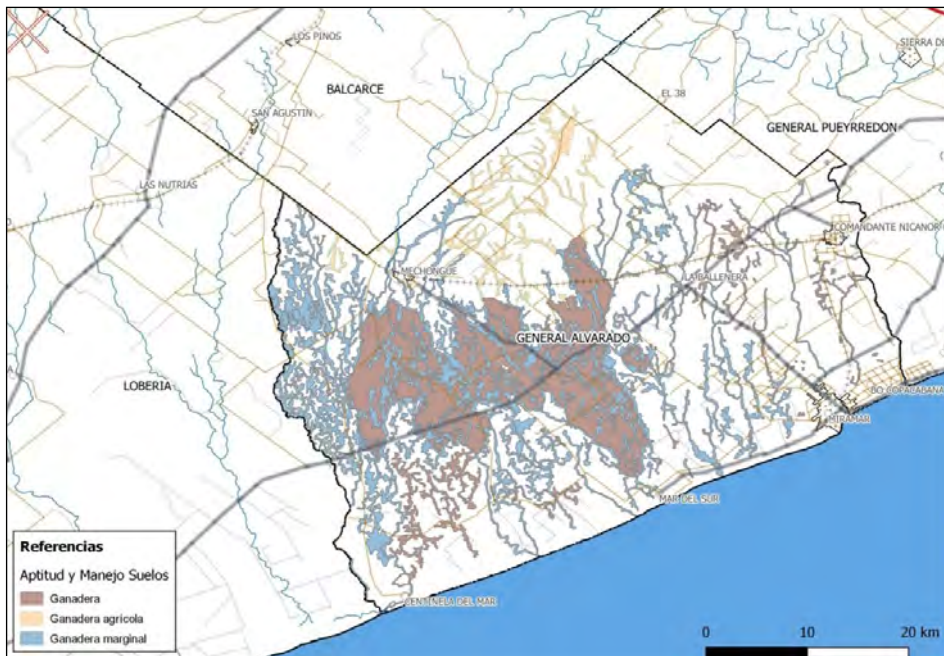 LOS PINOS
SIERRA DE
BALCARCE
EL 38
SAN AGUSTIN
GENERAL PUEYRREDON
LAS NUTRIAS
COMANDANTE NICANOR
MECHONGUE
LA BALLENERA
GENERAL ALVARADO
LOBERIA
MIRAMAR
MAR DEL SUR
CENTINELA DEL MAR
Referencias
Aptitud y Manejo Suelos
Ganadera
Ganadera agrícola
Ganadera marginal
0 10 20 km